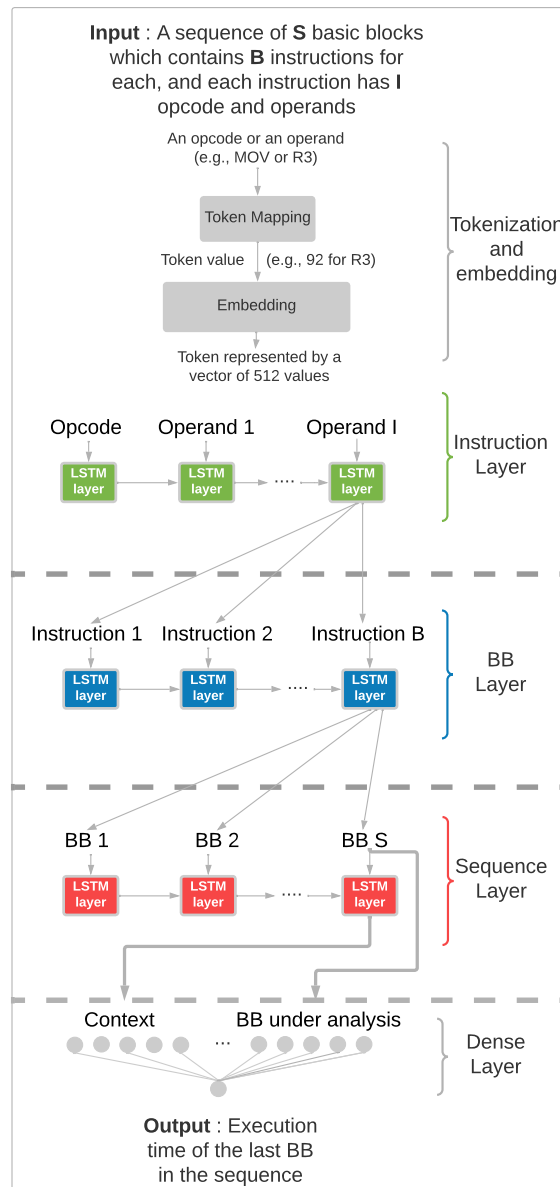 Input : A sequence of S basic blocks
which contains B instructions for
each, and each instruction has I
opcode and operands
An opcode or an operand
(e.g., MOV or R3)
Token Mapping
Token value (e.g., 92 for R3)
Embedding
Token represented by a
vector of 512 values
Tokenization
and
embedding
Opcode Operand 1 Operand I
LSTM layer LSTM layer .... LSTM layer
Instruction
Layer
Instruction 1 Instruction 2 Instruction B
LSTM layer LSTM layer .... LSTM layer
BB
Layer
BB 1 BB 2 BB S
LSTM layer LSTM layer .... LSTM layer
Sequence
Layer
Context BB under analysis
...
Dense
Layer
Output : Execution
time of the last BB
in the sequence